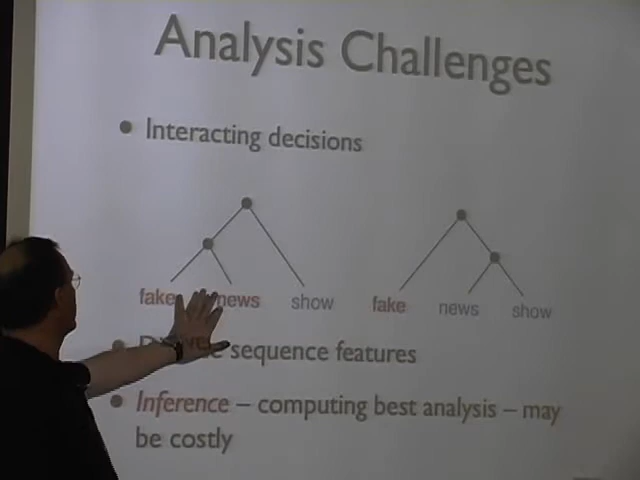 Analysis Challenges
• Interacting decisions
fake news show fake news show
• sequence features
• Inference – computing best analysis – may
be costly